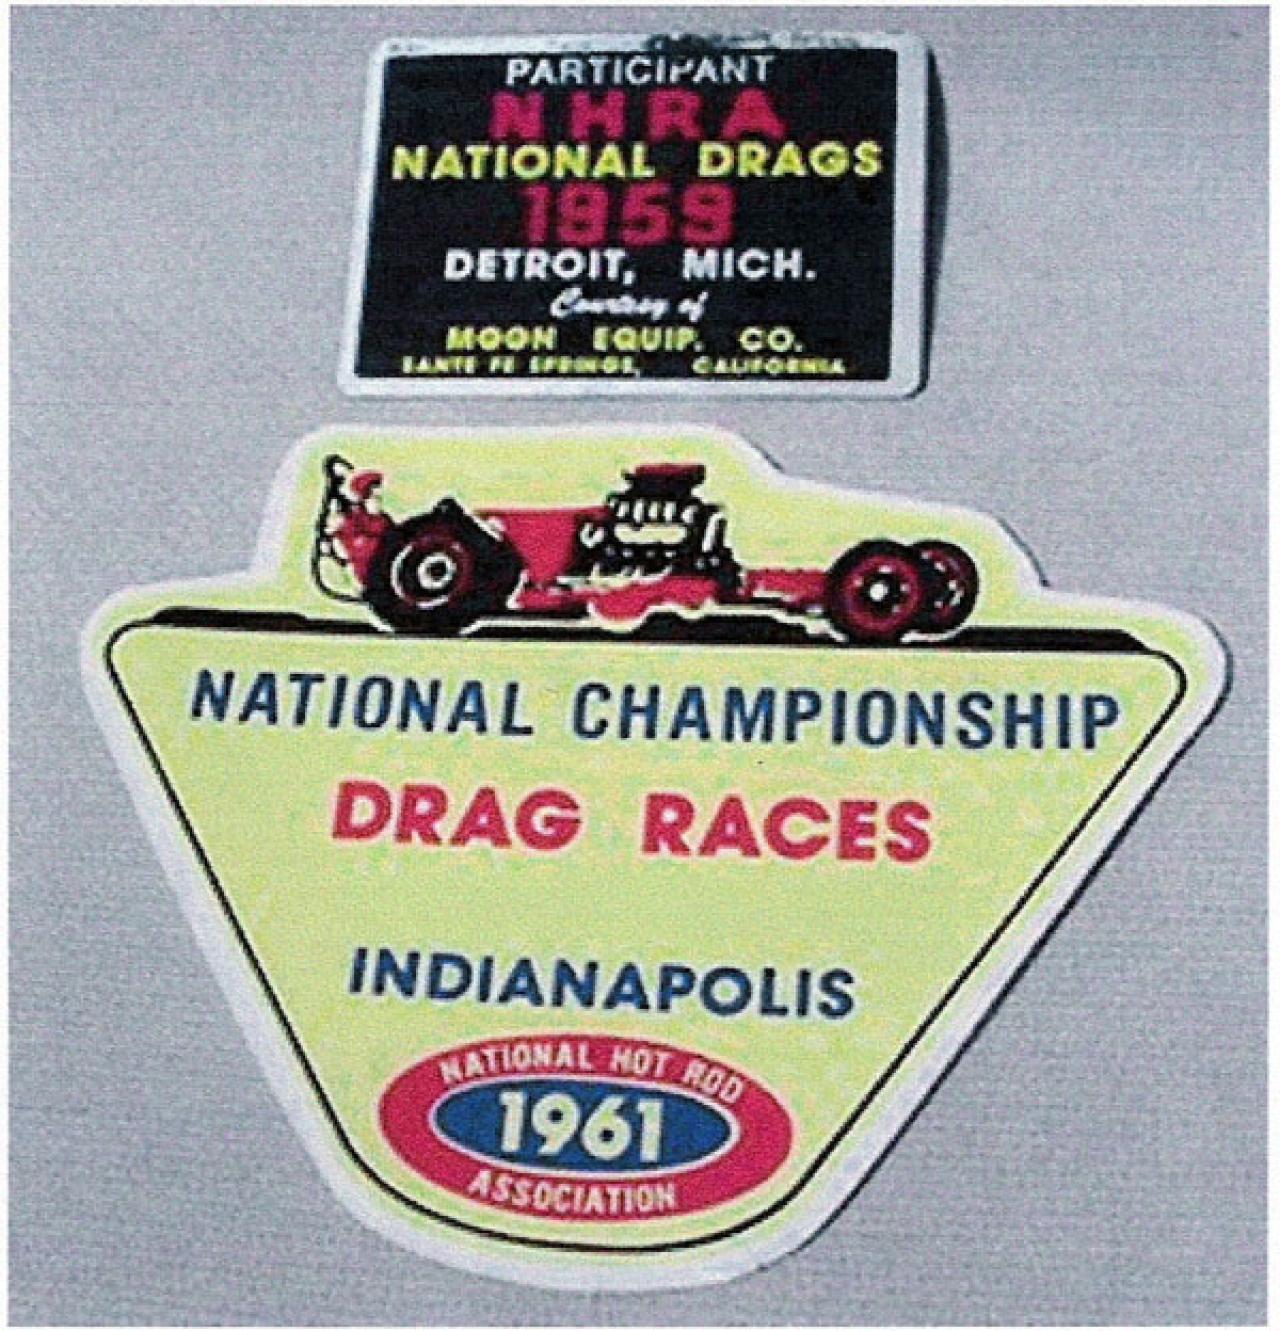 PARTICIPANT
NHRA
NATIONAL DRAGS
1959
DETROIT, MICH.
Courtesy of
MOON EQUIP. CO.
SANTE FE SPRINGS, CALIFORNIA
NATIONAL CHAMPIONSHIP
DRAG RACES
INDIANAPOLIS
NATIONAL HOT ROD
1961
ASSOCIATION